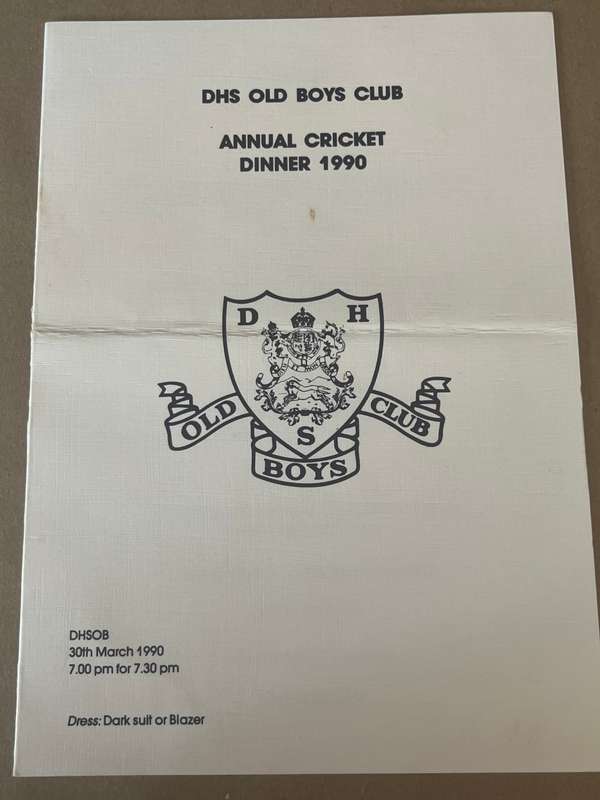 DHS OLD BOYS CLUB
ANNUAL CRICKET
DINNER 1990
D H
S
OLD BOYS CLUB
DHSOB
30th March 1990
7.00 pm for 7.30 pm
Dress: Dark suit or Blazer